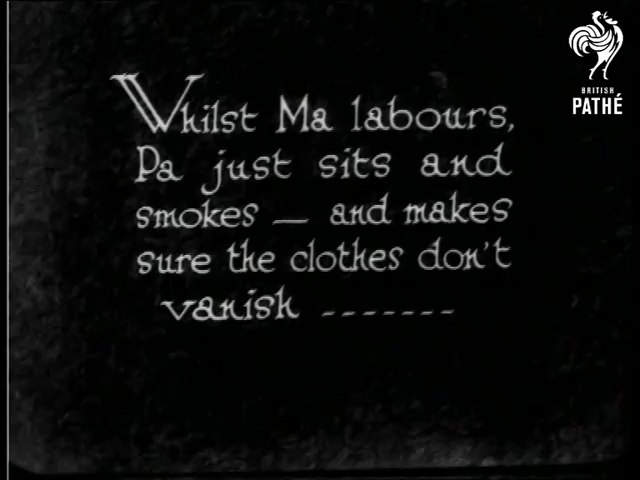 BRITISH
PATHÉ
Whilst Ma labours,
Pa just sits and
smokes — and makes
sure the clothes don't
vanish -------